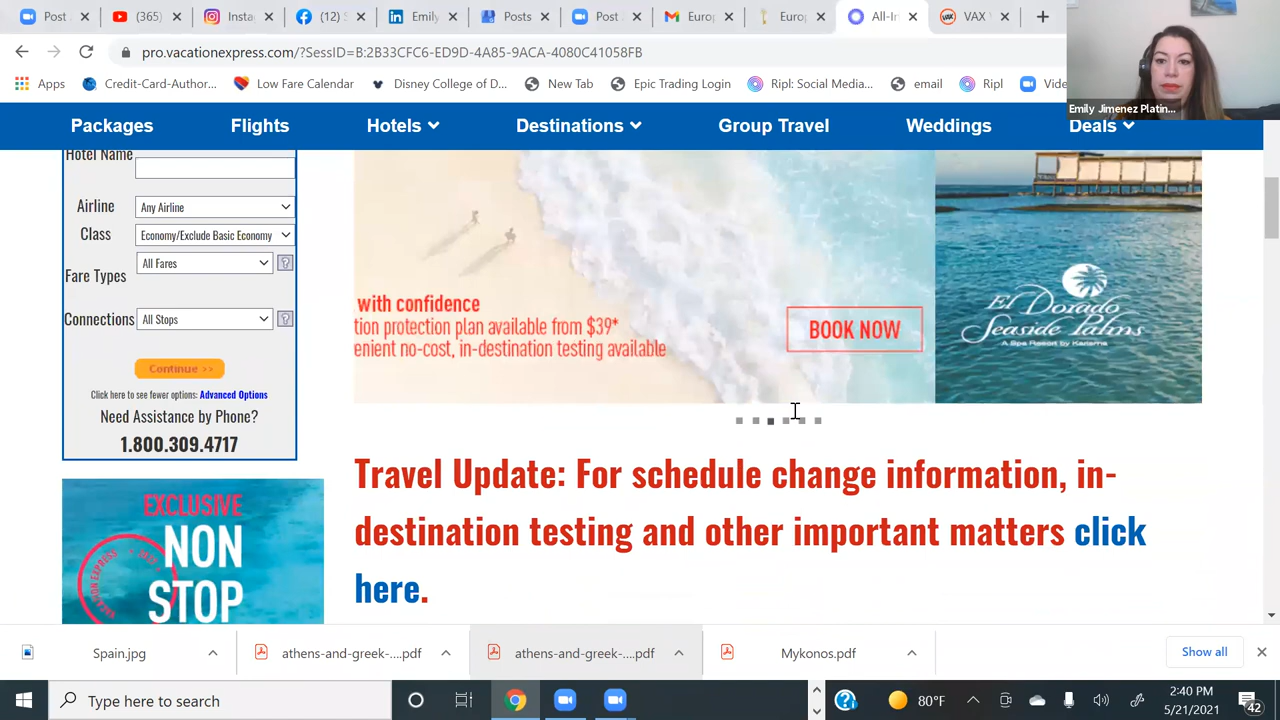 Post
(365)
Insta
(12)
Emily
Posts
Post
Europ
Europ
All-In
VAX
pro.vacationexpress.com/?SessID=B:2B33CFC6-ED9D-4A85-9ACA-4080C41058FB
Apps
Credit-Card-Author...
Low Fare Calendar
Disney College of D...
New Tab
Epic Trading Login
Ripl: Social Media...
email
Ripl
Emily Jimenez Platin...
Packages
Flights
Hotels
Destinations
Group Travel
Weddings
Deals
Hotel Name
Airline
Any Airline
Class
Economy/Exclude Basic Economy
Fare Types
All Fares
?
Connections
All Stops
?
Continue >>
Click here to see fewer options: Advanced Options
Need Assistance by Phone?
1.800.309.4717
EXCLUSIVE
NON
STOP
VACATION EXPRESS
with confidence
tion protection plan available from $39*
enient no-cost, in-destination testing available
BOOK NOW
El Dorado
Seaside Palms
A Spa Resort by Karisma
Travel Update: For schedule change information, in-
destination testing and other important matters click
here.
Spain.jpg
athens-and-greek-....pdf
athens-and-greek-....pdf
Mykonos.pdf
Show all
Type here to search
80°F
2:40 PM
5/21/2021
42